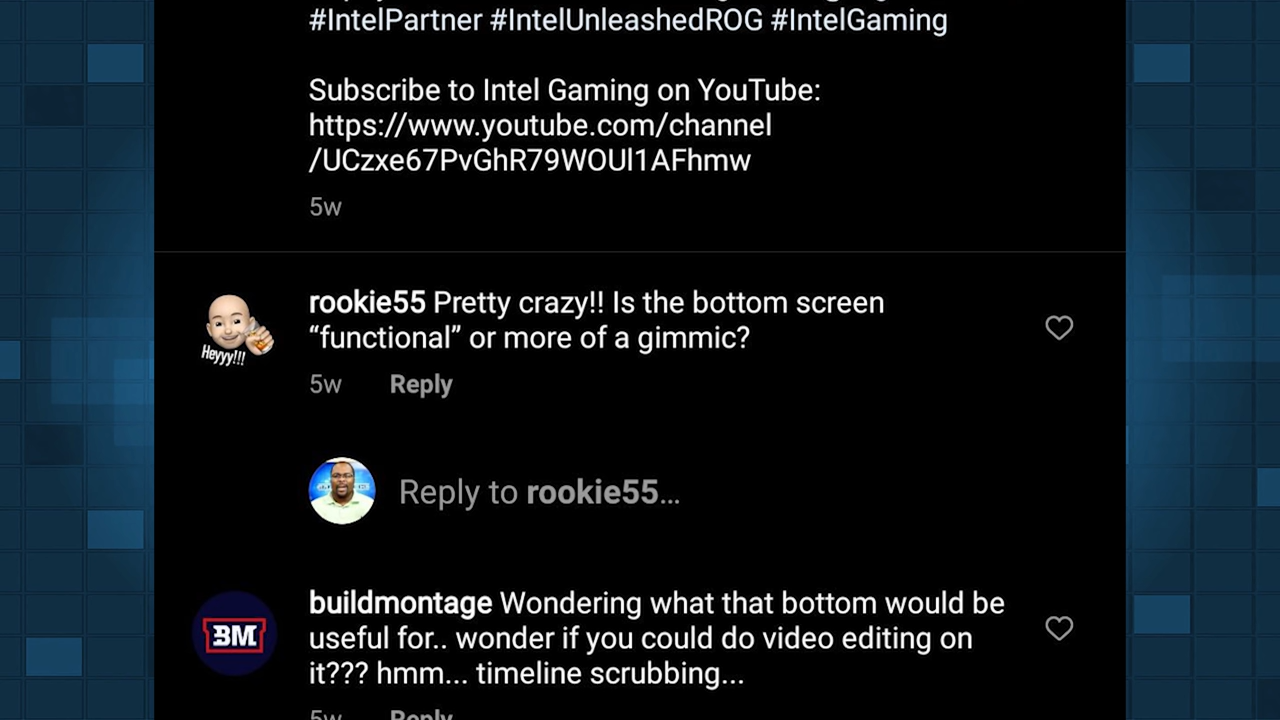 #IntelPartner #IntelUnleashedROG #IntelGaming
Subscribe to Intel Gaming on YouTube:
https://www.youtube.com/channel
/UCzxe67PvGhR79WOUl1AFhmw
5w
rookie55 Pretty crazy!! Is the bottom screen
“functional” or more of a gimmic?
Heyyy!!!
5w Reply
Reply to rookie55...
buildmontage Wondering what that bottom would be
BM
useful for.. wonder if you could do video editing on
it??? hmm... timeline scrubbing...
5w Reply